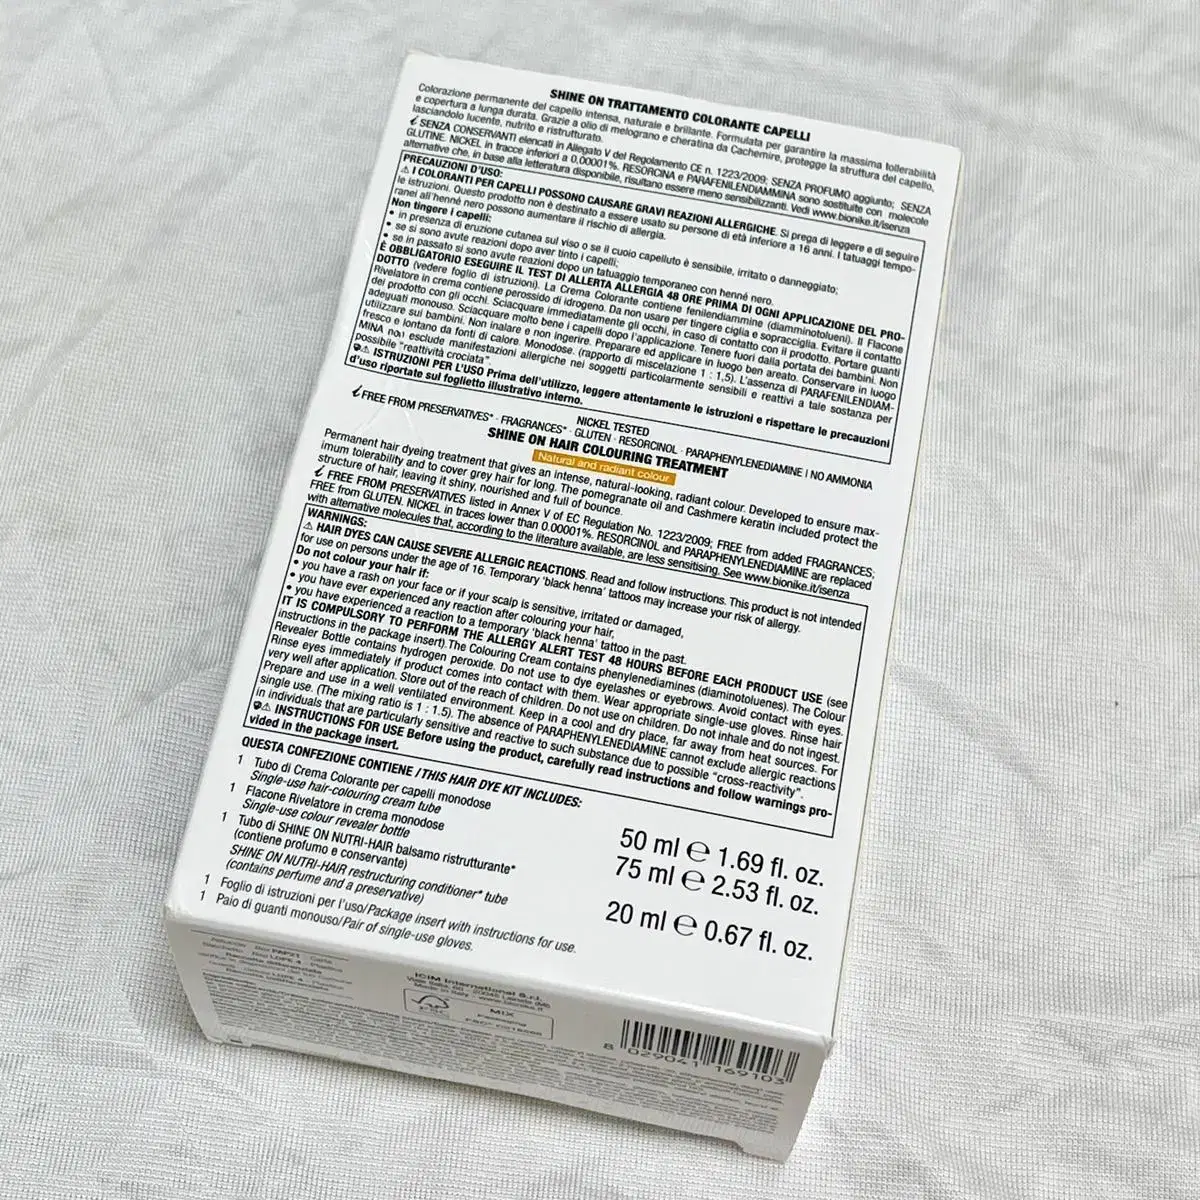 SHINE ON TRATTAMENTO COLORANTE CAPELLI
Colorazione permanente del capello intensa, naturale e brillante. Formulata per garantire la massima tollerabilità
e copertura a lunga durata. Grazie a olio di melograno e cheratina da Cachemire, protegge la struttura del capello,
lasciandolo lucente, nutrito e ristrutturato.
SENZA CONSERVANTI elencati in Allegato V del Regolamento CE n. 1223/2009; SENZA PROFUMO aggiunto; SENZA
GLUTINE. NICKEL in tracce inferiori a 0,00001%. RESORCINA e PARAFENILENDIAMMINA sono sostituite con molecole
alternative che, in base alla letteratura disponibile, risultano essere meno sensibilizzanti. Vedi www.bionike.it/isenza
PRECAUZIONI D'USO:
⚠ I COLORANTI PER CAPELLI POSSONO CAUSARE GRAVI REAZIONI ALLERGICHE. Si prega di leggere e di seguire
le istruzioni. Questo prodotto non è destinato a essere usato su persone di età inferiore a 16 anni. I tatuaggi tempo-
ranei all'henné nero possono aumentare il rischio di allergia.
Non tingere i capelli:
• in presenza di eruzione cutanea sul viso o se il cuoio capelluto è sensibile, irritato o danneggiato;
• se si sono avute reazioni dopo aver tinto i capelli;
• se in passato si sono avute reazioni dopo un tatuaggio temporaneo con henné nero.
È OBBLIGATORIO ESEGUIRE IL TEST DI ALLERTA ALLERGIA 48 ORE PRIMA DI OGNI APPLICAZIONE DEL PRO-
DOTTO (vedere foglio di istruzioni). La Crema Colorante contiene fenilendiammine (diamminotolueni). Il Flacone
Rivelatore in crema contiene perossido di idrogeno. Da non usare per tingere ciglia e sopracciglia. Evitare il contatto
del prodotto con gli occhi. Sciacquare immediatamente gli occhi, in caso di contatto con il prodotto. Portare guanti
adeguati monouso. Sciacquare molto bene i capelli dopo l'applicazione. Tenere fuori dalla portata dei bambini. Non
utilizzare sui bambini. Non inalare e non ingerire. Preparare ed applicare in luogo ben areato. Conservare in luogo
fresco e lontano da fonti di calore. Monodose. (rapporto di miscelazione 1 : 1,5). L'assenza di PARAFENILENDIAM-
MINA non esclude manifestazioni allergiche nei soggetti particolarmente sensibili e reattivi a tale sostanza per
possibile "reattività crociata".
⚠ ISTRUZIONI PER L'USO Prima dell'utilizzo, leggere attentamente le istruzioni e rispettare le precauzioni
d'uso riportate sul foglietto illustrativo interno.
NICKEL TESTED
FREE FROM PRESERVATIVES* · FRAGRANCES* · GLUTEN · RESORCINOL · PARAPHENYLENEDIAMINE | NO AMMONIA
SHINE ON HAIR COLOURING TREATMENT
Natural and radiant colour
Permanent hair dyeing treatment that gives an intense, natural-looking, radiant colour. Developed to ensure max-
imum tolerability and to cover grey hair for long. The pomegranate oil and Cashmere keratin included protect the
structure of hair, leaving it shiny, nourished and full of bounce.
FREE FROM PRESERVATIVES listed in Annex V of EC Regulation No. 1223/2009; FREE from added FRAGRANCES;
FREE from GLUTEN. NICKEL in traces lower than 0.00001%. RESORCINOL and PARAPHENYLENEDIAMINE are replaced
with alternative molecules that, according to the literature available, are less sensitising. See www.bionike.it/isenza
WARNINGS:
⚠ HAIR DYES CAN CAUSE SEVERE ALLERGIC REACTIONS. Read and follow instructions. This product is not intended
for use on persons under the age of 16. Temporary 'black henna' tattoos may increase your risk of allergy.
Do not colour your hair if:
• you have a rash on your face or if your scalp is sensitive, irritated or damaged,
• you have ever experienced any reaction after colouring your hair,
• you have experienced a reaction to a temporary 'black henna' tattoo in the past.
IT IS COMPULSORY TO PERFORM THE ALLERGY ALERT TEST 48 HOURS BEFORE EACH PRODUCT USE (see
instructions in the package insert). The Colouring Cream contains phenylenediamines (diaminotoluenes). The Colour
Revealer Bottle contains hydrogen peroxide. Do not use to dye eyelashes or eyebrows. Avoid contact with eyes.
Rinse eyes immediately if product comes into contact with them. Wear appropriate single-use gloves. Rinse hair
very well after application. Store out of the reach of children. Do not use on children. Do not inhale and do not ingest.
Prepare and use in a well ventilated environment. Keep in a cool and dry place, far away from heat sources. For
single use. (The mixing ratio is 1 : 1.5). The absence of PARAPHENYLENEDIAMINE cannot exclude allergic reactions
in individuals that are particularly sensitive and reactive to such substance due to possible "cross-reactivity".
⚠ INSTRUCTIONS FOR USE Before using the product, carefully read instructions and follow warnings pro-
vided in the package insert.
QUESTA CONFEZIONE CONTIENE / THIS HAIR DYE KIT INCLUDES:
1 Tubo di Crema Colorante per capelli monodose
Single-use hair-colouring cream tube
50 ml ℮ 1.69 fl. oz.
1 Flacone Rivelatore in crema monodose
Single-use colour revealer bottle
75 ml ℮ 2.53 fl. oz.
1 Tubo di SHINE ON NUTRI-HAIR balsamo ristrutturante*
(contiene profumo e conservante)
SHINE ON NUTRI-HAIR restructuring conditioner* tube
(contains perfume and a preservative)
20 ml ℮ 0.67 fl. oz.
1 Foglio di istruzioni per l'uso/Package insert with instructions for use.
1 Paio di guanti monouso/Pair of single-use gloves.
ICIM International S.r.l.
Made in Italy - www.bionike.it
MIX
8 029041 169103